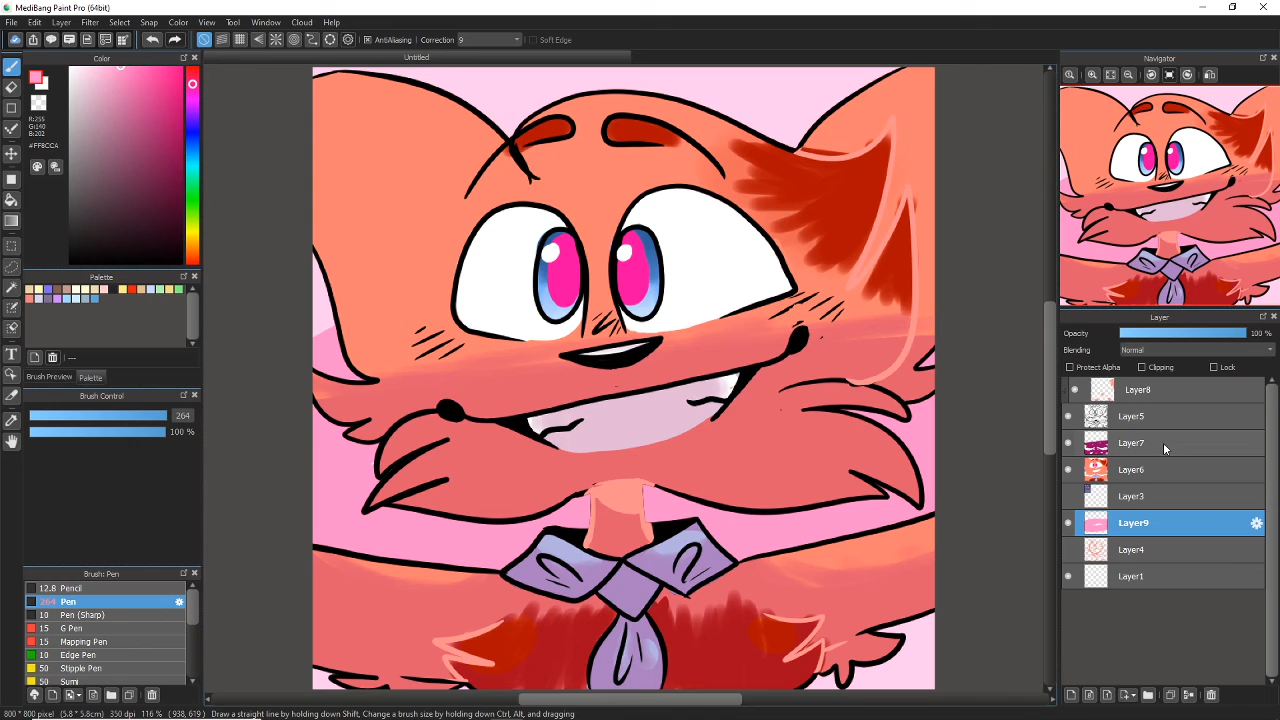 MediBang Paint Pro (64bit)
File Edit Layer Filter Select Snap Color View Tool Window Cloud Help
AntiAliasing Correction 9 Soft Edge
Color
Untitled
Navigator
R:255
G:140
B:202
#FF8CCA
Palette
---
Brush Preview Palette
Brush Control
264
100 %
Brush: Pen
12.8 Pencil
264 Pen
10 Pen (Sharp)
15 G Pen
15 Mapping Pen
10 Edge Pen
50 Stipple Pen
50 Sumi
Layer
Opacity 100 %
Blending Normal
Protect Alpha Clipping Lock
Layer8
Layer5
Layer7
Layer6
Layer3
Layer9
Layer4
Layer1
800 * 800 pixel (5.8 * 5.8cm) 350 dpi 116 % ( 938, 619 ) Draw a straight line by holding down Shift, Change a brush size by holding down Ctrl, Alt, and dragging